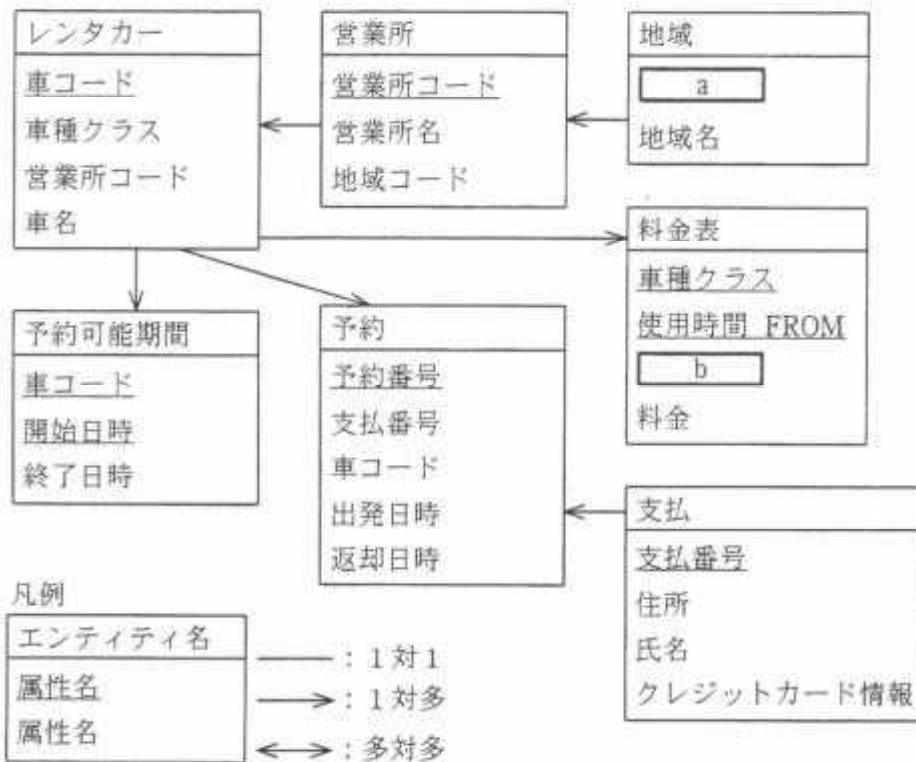 レンタカー
車コード
車種クラス
営業所コード
車名
営業所
営業所コード
営業所名
地域コード
地域
a
地域名
料金表
車種クラス
使用時間 FROM
b
料金
予約可能期間
車コード
開始日時
終了日時
予約
予約番号
支払番号
車コード
出発日時
返却日時
支払
支払番号
住所
氏名
クレジットカード情報
凡例
エンティティ名
属性名
属性名
：1対1
：1対多
：多対多